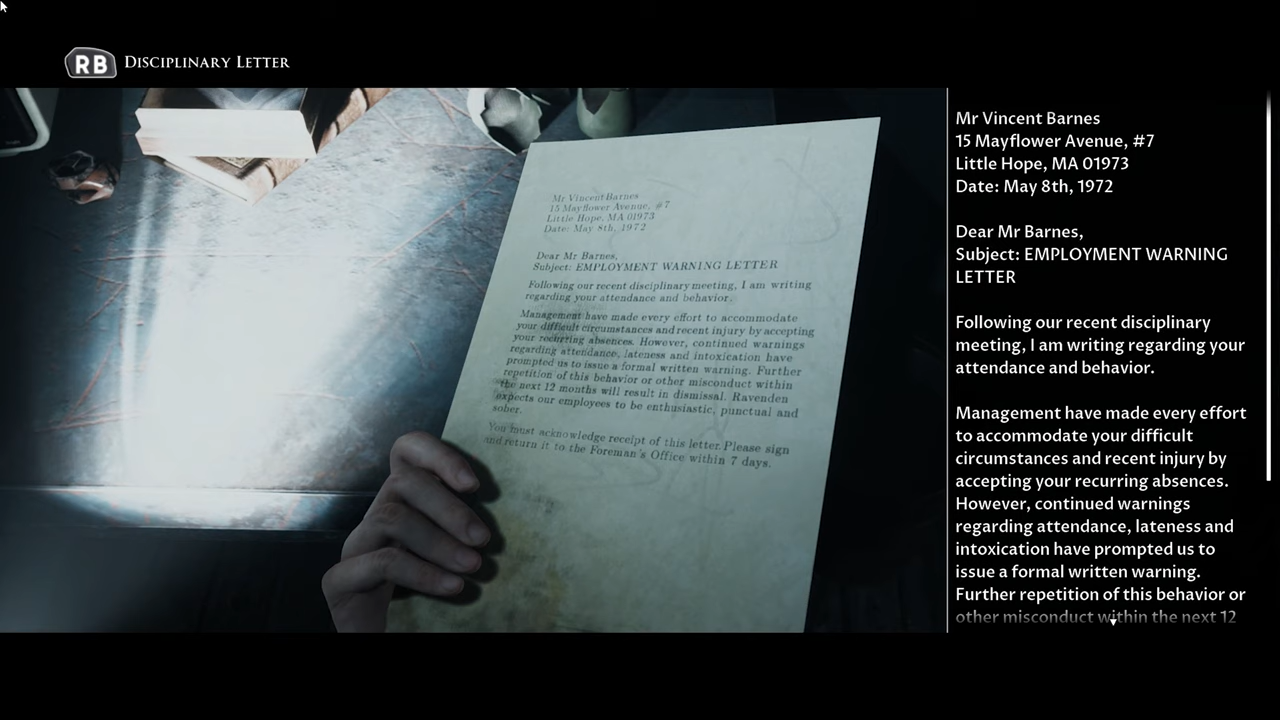 RB DISCIPLINARY LETTER
Mr Vincent Barnes
15 Mayflower Avenue, #7
Little Hope, MA 01973
Date: May 8th, 1972
Dear Mr Barnes,
Subject: EMPLOYMENT WARNING LETTER
Following our recent disciplinary meeting, I am writing
regarding your attendance and behavior.
Management have made every effort to accommodate
your difficult circumstances and recent injury by accepting
your recurring absences. However, continued warnings
regarding attendance, lateness and intoxication have
prompted us to issue a formal written warning. Further
repetition of this behavior or other misconduct within
the next 12 months will result in dismissal. Ravenden
expects our employees to be enthusiastic, punctual and
sober.
You must acknowledge receipt of this letter. Please sign
and return it to the Foreman's Office within 7 days.
Mr Vincent Barnes
15 Mayflower Avenue, #7
Little Hope, MA 01973
Date: May 8th, 1972
Dear Mr Barnes,
Subject: EMPLOYMENT WARNING
LETTER
Following our recent disciplinary
meeting, I am writing regarding your
attendance and behavior.
Management have made every effort
to accommodate your difficult
circumstances and recent injury by
accepting your recurring absences.
However, continued warnings
regarding attendance, lateness and
intoxication have prompted us to
issue a formal written warning.
Further repetition of this behavior or
other misconduct within the next 12